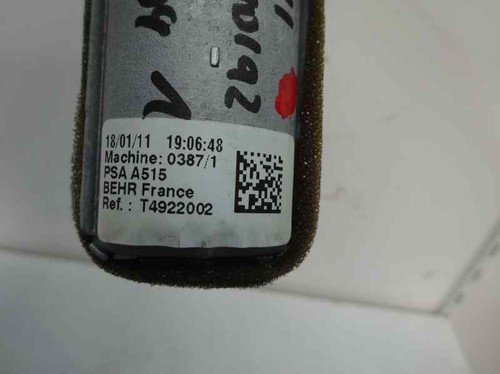 18/01/11 19:06:48
Machine: 0387/1
PSA A515
BEHR France
Ref. : T4922002